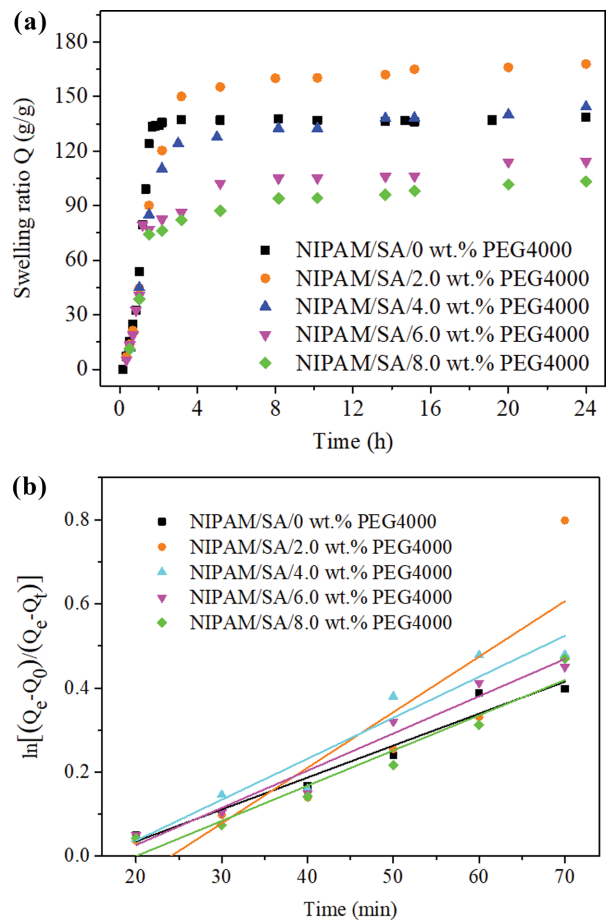 (a)
Swelling ratio Q (g/g)
180
150
120
90
60
30
0
NIPAM/SA/0 wt.% PEG4000
NIPAM/SA/2.0 wt.% PEG4000
NIPAM/SA/4.0 wt.% PEG4000
NIPAM/SA/6.0 wt.% PEG4000
NIPAM/SA/8.0 wt.% PEG4000
0 4 8 12 16 20 24
Time (h)
(b)
ln[(Qe-Q0)/(Qe-Qt)]
0.8
0.6
0.4
0.2
0.0
NIPAM/SA/0 wt.% PEG4000
NIPAM/SA/2.0 wt.% PEG4000
NIPAM/SA/4.0 wt.% PEG4000
NIPAM/SA/6.0 wt.% PEG4000
NIPAM/SA/8.0 wt.% PEG4000
20 30 40 50 60 70
Time (min)